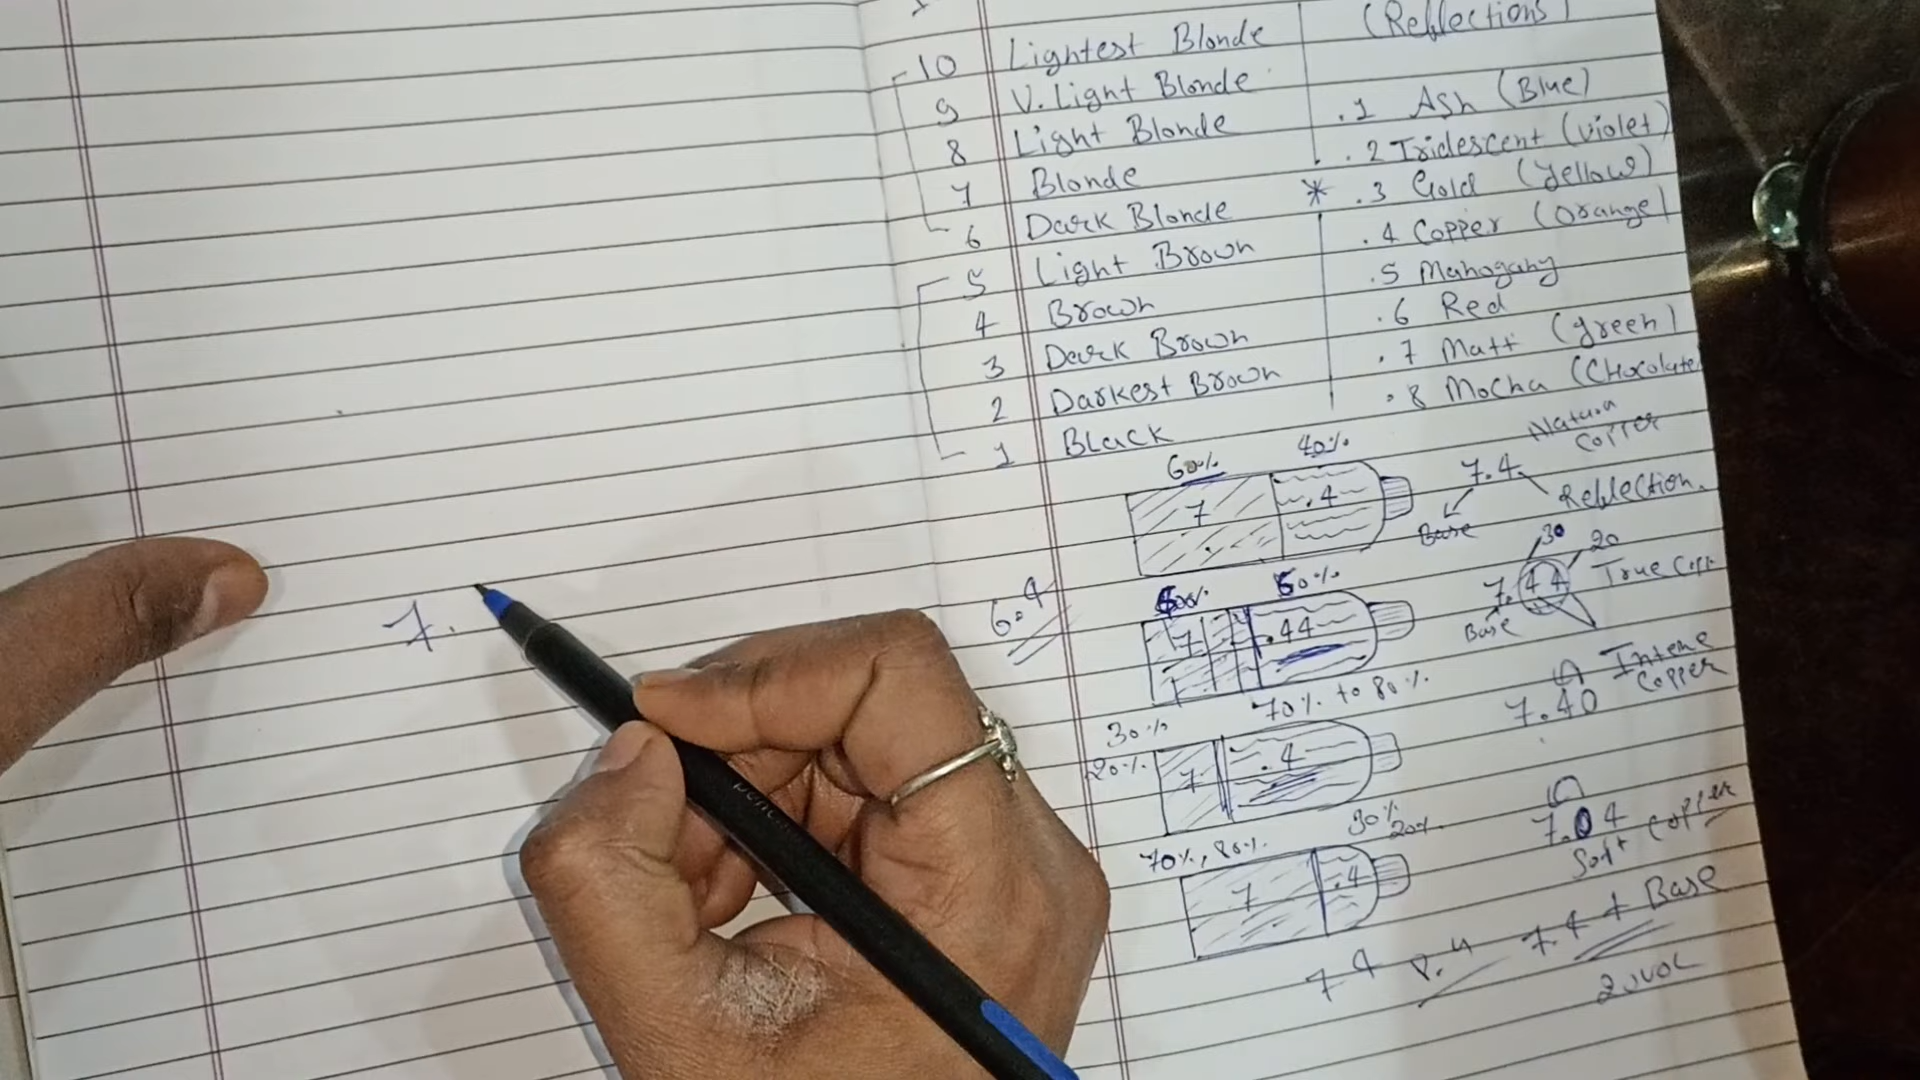 (Reflections)
10 Lightest Blonde
9 V. Light Blonde
8 Light Blonde
7 Blonde
6 Dark Blonde
5 Light Brown
4 Brown
3 Dark Brown
2 Darkest Brown
1 Black
.1 Ash (Blue)
.2 Iridescent (violet)
* .3 Gold (yellow)
.4 Copper (orange)
.5 Mahogany
.6 Red
.7 Matt (green)
.8 Mocha (CHocolate
60% 40%
7 .4
7.4
Copper
Base Reflection.
7.
6.4
60%
7 .44
30 20
7.44 True
Base
30% 70% to 80%
20% 7 .4
Intense
Copper
7.40
70%, 80% 30% 20%
7 .4
7.04
Soft Copper
7.4 8.4 7.4 + Base
20VOL